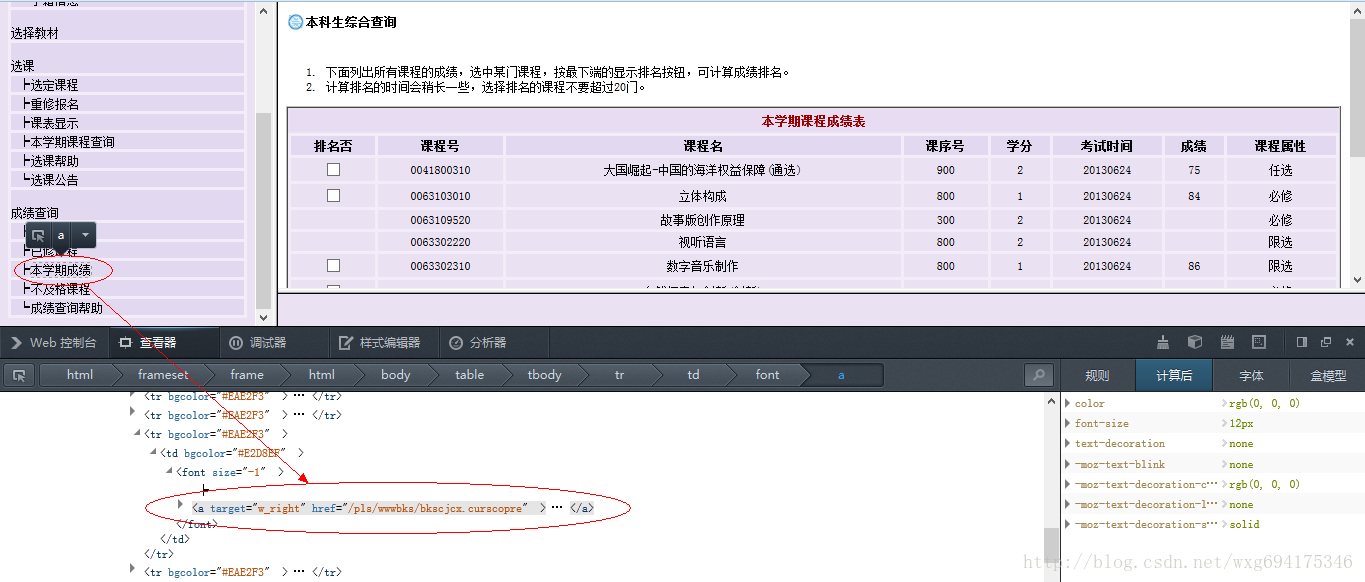 选择教材
选课
├选定课程
├重修报名
├课表显示
├本学期课程查询
├选课帮助
└选课公告
成绩查询
a
├本学期成绩
├不及格课程
└成绩查询帮助
本科生综合查询
1. 下面列出所有课程的成绩，选中某门课程，按最下端的显示排名按钮，可计算成绩排名。
2. 计算排名的时间会稍长一些，选择排名的课程不要超过20门。
本学期课程成绩表
排名否 课程号 课程名 课序号 学分 考试时间 成绩 课程属性
0041800310 大国崛起-中国的海洋权益保障(通选) 900 2 20130624 75 任选
0063103010 立体构成 800 1 20130624 84 必修
0063109520 故事版创作原理 300 2 20130624 必修
0063302220 视听语言 800 2 20130624 限选
0063302310 数字音乐制作 800 1 20130624 86 限选
Web 控制台 查看器 调试器 样式编辑器 分析器
html frameset frame html body table tbody tr td font a
规则 计算后 字体 盒模型
<tr bgcolor="#EAE2F3" > ··· </tr>
<tr bgcolor="#EAE2F3" > ··· </tr>
<tr bgcolor="#EAE2F3" >
<td bgcolor="#E2D8EF" >
<font size="-1" >
├
<a target="w_right" href="/pls/wwwbks/bkscjcx.curscopre" > ··· </a>
</font>
</td>
</tr>
<tr bgcolor="#EAE2F3" > ··· </tr>
color rgb(0, 0, 0)
font-size 12px
text-decoration none
-moz-text-blink none
-moz-text-decoration-c··· rgb(0, 0, 0)
-moz-text-decoration-l··· none
-moz-text-decoration-s··· solid
http://blog.csdn.net/wxg694175346